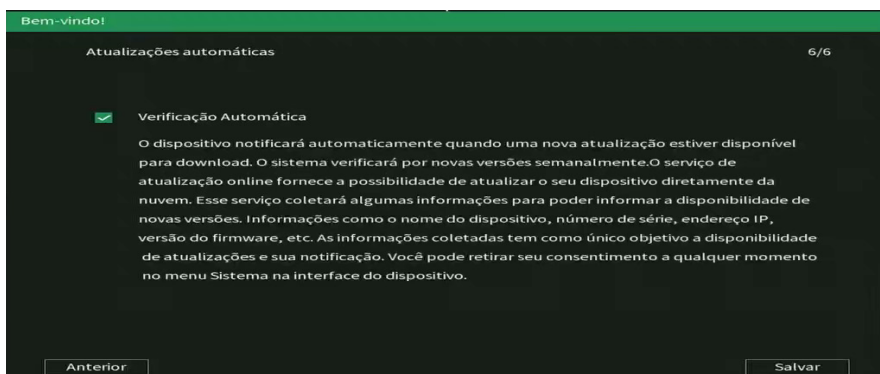 Bem-vindo!
Atualizações automáticas 6/6
Verificação Automática
O dispositivo notificará automaticamente quando uma nova atualização estiver disponível
para download. O sistema verificará por novas versões semanalmente.O serviço de
atualização online fornece a possibilidade de atualizar o seu dispositivo diretamente da
nuvem. Esse serviço coletará algumas informações para poder informar a disponibilidade de
novas versões. Informações como o nome do dispositivo, número de série, endereço IP,
versão do firmware, etc. As informações coletadas tem como único objetivo a disponibilidade
de atualizações e sua notificação. Você pode retirar seu consentimento a qualquer momento
no menu Sistema na interface do dispositivo.
Anterior Salvar